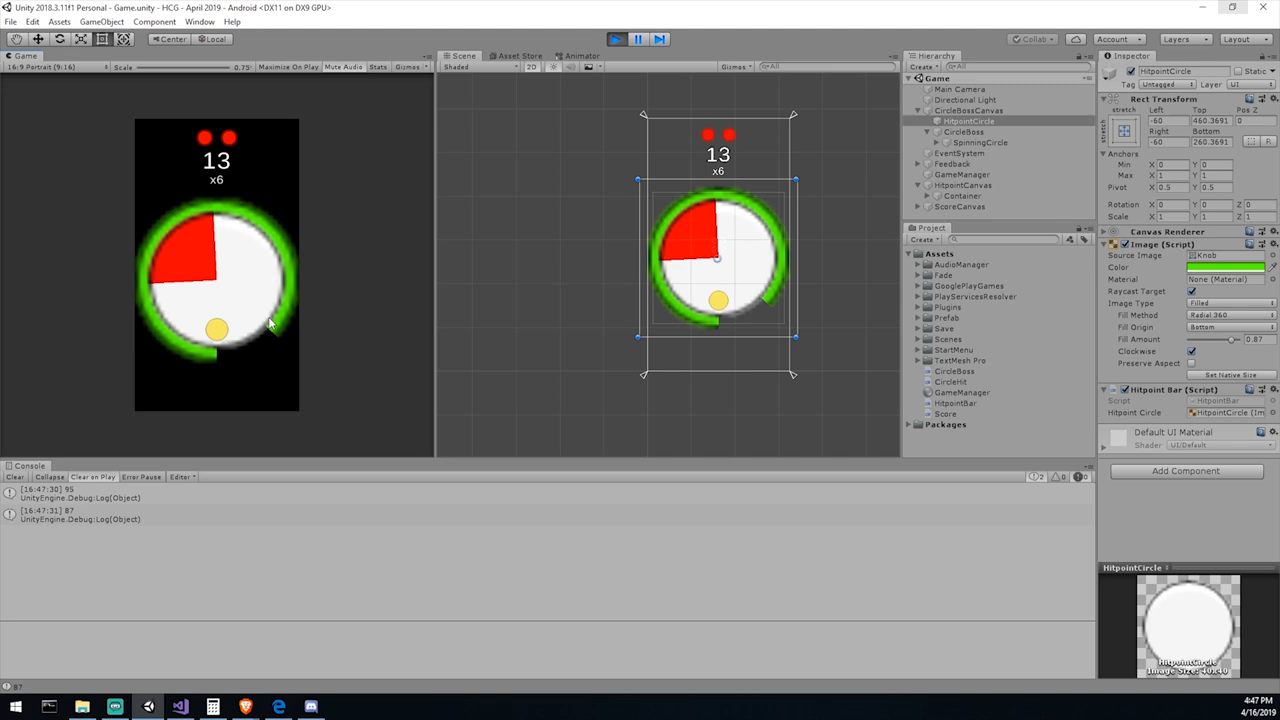 Unity 2018.3.11f1 Personal - Game.unity - HCG - April 2019 - Android <DX11 on DX9 GPU>
File Edit Assets GameObject Component Window Help
Center Local Collab Account Layers Layout
Game
16:9 Portrait (9:16) Scale 0.75 Maximize On Play Mute Audio Stats Gizmos
13
x6
Scene Asset Store Animator
Shaded 2D Gizmos All
13
x6
Hierarchy
Create All
Game
Main Camera
Directional Light
CircleBossCanvas
HitpointCircle
CircleBoss
SpinningCircle
EventSystem
Feedback
GameManager
HitpointCanvas
Container
ScoreCanvas
Project
Create
Assets
AudioManager
Fade
GooglePlayGames
PlayServicesResolver
Plugins
Prefab
Save
Scenes
StartMenu
TextMesh Pro
CircleBoss
CircleHit
GameManager
HitpointBar
Score
Packages
Inspector
HitpointCircle Static
Tag Untagged Layer UI
Rect Transform
stretch Left Top Pos Z
stretch -60 460.3691 0
Right Bottom
-60 260.3691 R
Anchors
Min X 0 Y 0
Max X 1 Y 1
Pivot X 0.5 Y 0.5
Rotation X 0 Y 0 Z 0
Scale X 1 Y 1 Z 1
Canvas Renderer
Image (Script)
Source Image Knob
Color
Material None (Material)
Raycast Target
Image Type Filled
Fill Method Radial 360
Fill Origin Bottom
Fill Amount 0.87
Clockwise
Preserve Aspect
Set Native Size
Hitpoint Bar (Script)
Script HitpointBar
Hitpoint Circle HitpointCircle (Im
Default UI Material
Shader UI/Default
Add Component
HitpointCircle
HitpointCircle
Image Size: 40x40
Console
Clear Collapse Clear on Play Error Pause Editor 2 0 0
[16:47:30] 95
UnityEngine.Debug:Log(Object)
[16:47:31] 87
UnityEngine.Debug:Log(Object)
87
4:47 PM
4/16/2019